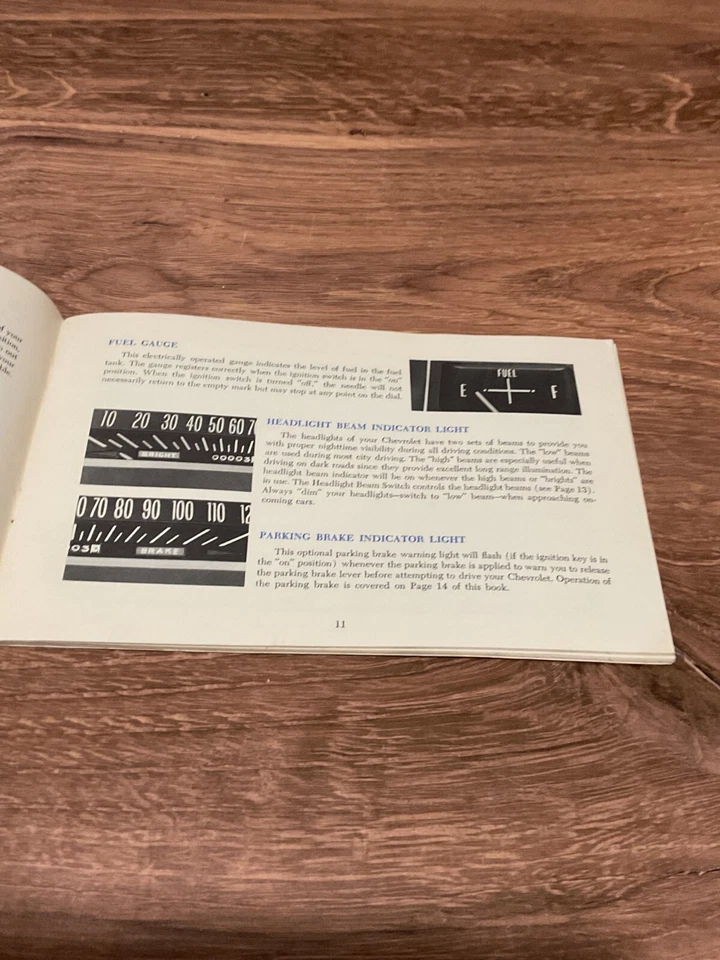 f your
ition,
out
your
ble.
FUEL GAUGE
This electrically operated gauge indicates the level of fuel in the fuel
tank. The gauge registers correctly when the ignition switch is in the "on"
position. When the ignition switch is turned "off," the needle will not
necessarily return to the empty mark but may stop at any point on the dial.
FUEL
E F
10 20 30 40 50 60 7
BRIGHT 00003
HEADLIGHT BEAM INDICATOR LIGHT
The headlights of your Chevrolet have two sets of beams to provide you
with proper nighttime visibility during all driving conditions. The "low" beams
are used during most city driving. The "high" beams are especially useful when
driving on dark roads since they provide excellent long range illumination. The
headlight beam indicator will be on whenever the high beams or "brights" are
in use. The Headlight Beam Switch controls the headlight beams (see Page 13).
Always "dim" your headlights—switch to "low" beam—when approaching on-
coming cars.
0 70 80 90 100 110 12
03 BRAKE
PARKING BRAKE INDICATOR LIGHT
This optional parking brake warning light will flash (if the ignition key is in
the "on" position) whenever the parking brake is applied to warn you to release
the parking brake lever before attempting to drive your Chevrolet. Operation of
the parking brake is covered on Page 14 of this book.
11